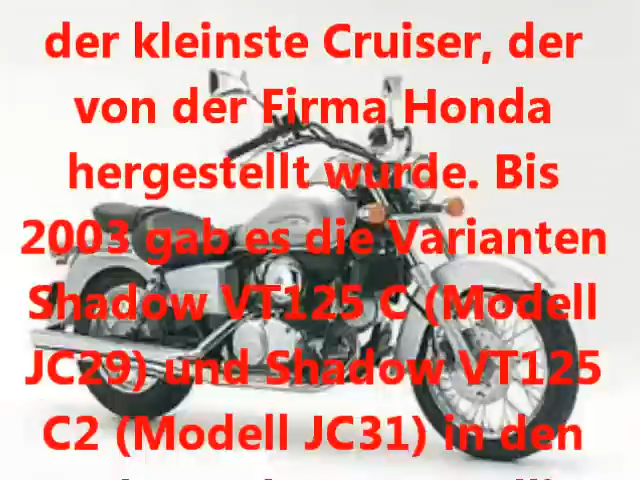 der kleinste Cruiser, der
von der Firma Honda
hergestellt wurde. Bis
2003 gab es die Varianten
Shadow VT125 C (Modell
JC29) und Shadow VT125
C2 (Modell JC31) in den